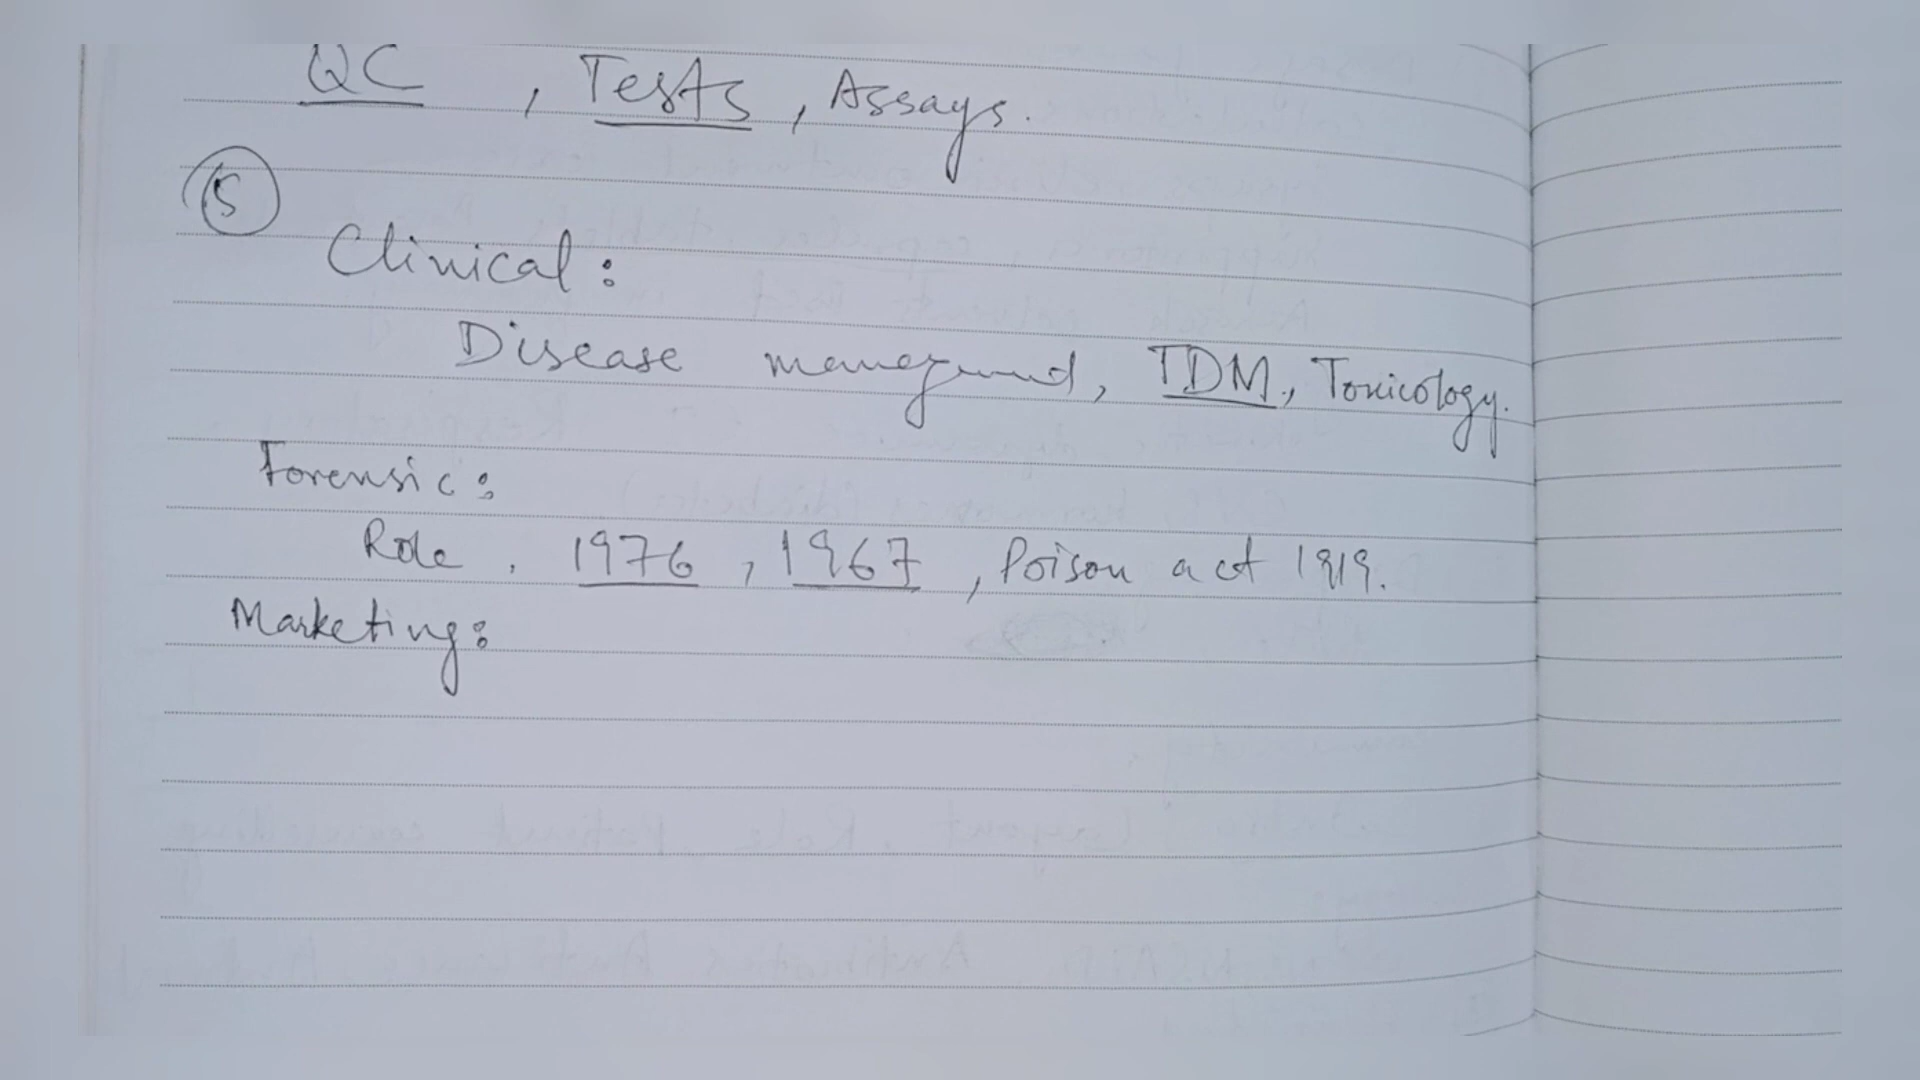 QC, Tests, Assays.
5
Clinical:
Disease management, TDM., Toxicology.
Forensic:
Role, 1976, 1967, Poison act 1919.
Marketing: